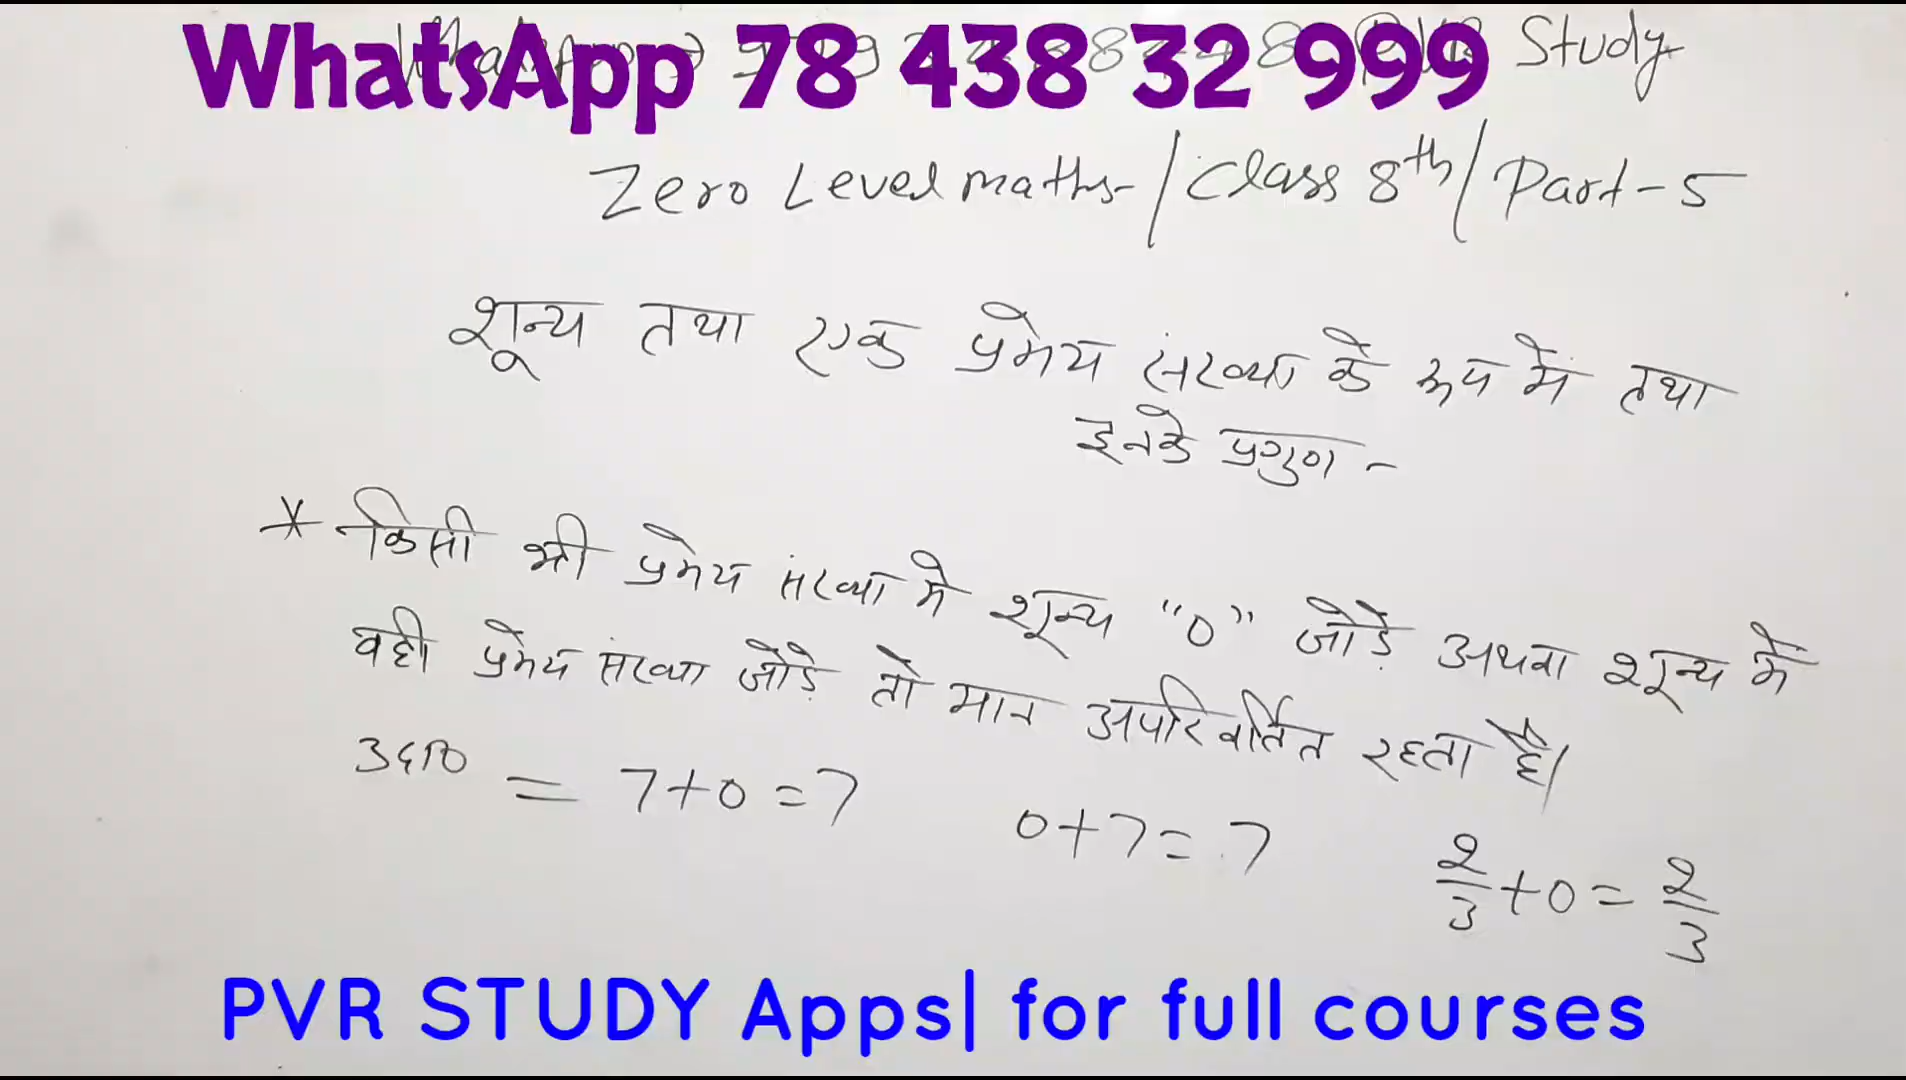 WhatsApp 78 438 32 999
Study
Zero Level maths- / Class 8th / Part-5
शून्य तथा एक प्रमेय संख्या के रूप में तथा
इनके प्रगुण -
* किसी भी प्रमेय संख्या मे शून्य "0" जोड़े अथवा शून्य में
वही प्रमेय संख्या जोड़े तो मान अपरिवर्तित रहता है।
= 7+0=7   0+7=7   2/3+0=2/3
PVR STUDY Apps| for full courses